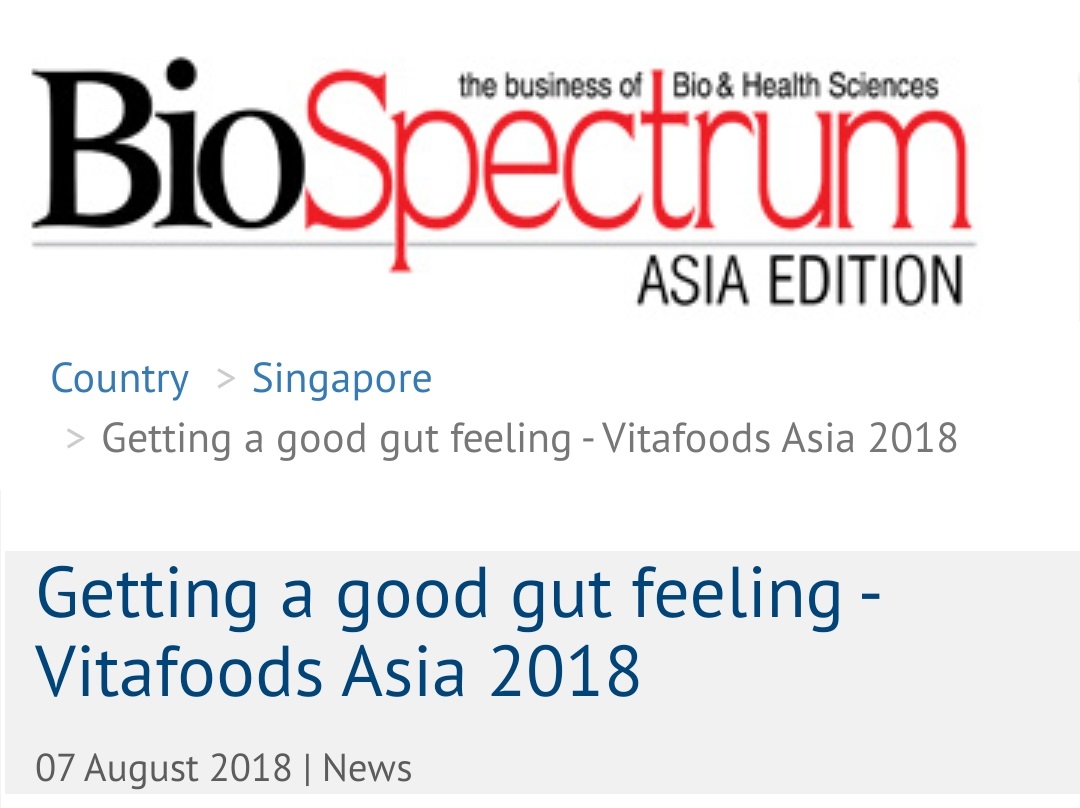 the business of Bio & Health Sciences
BioSpectrum
ASIA EDITION
Country > Singapore
> Getting a good gut feeling - Vitafoods Asia 2018
Getting a good gut feeling -
Vitafoods Asia 2018
07 August 2018 | News